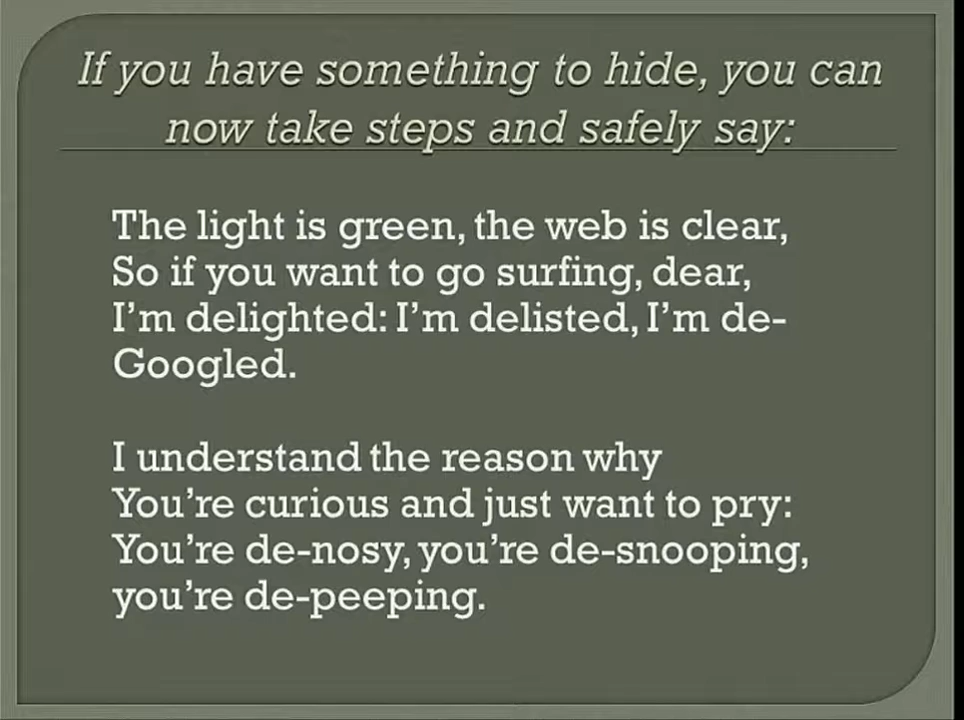 If you have something to hide, you can
now take steps and safely say:
The light is green, the web is clear,
So if you want to go surfing, dear,
I'm delighted: I'm delisted, I'm de-
Googled.
I understand the reason why
You're curious and just want to pry:
You're de-nosy, you're de-snooping,
you're de-peeping.